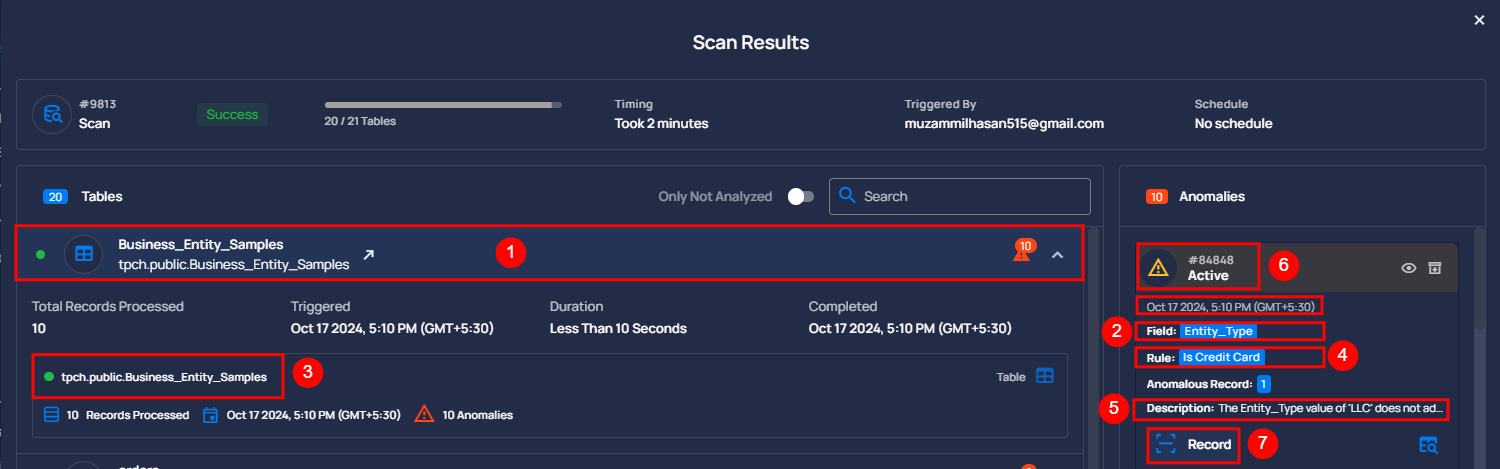 Scan Results
#9813
Scan
Success
20 / 21 Tables
Timing
Took 2 minutes
Triggered By
muzammilhasan515@gmail.com
Schedule
No schedule
20 Tables
Only Not Analyzed
Search
10 Anomalies
Business_Entity_Samples
tpch.public.Business_Entity_Samples
1
10
Total Records Processed
10
Triggered
Oct 17 2024, 5:10 PM (GMT+5:30)
Duration
Less Than 10 Seconds
Completed
Oct 17 2024, 5:10 PM (GMT+5:30)
tpch.public.Business_Entity_Samples
3
Table
10 Records Processed
Oct 17 2024, 5:10 PM (GMT+5:30)
10 Anomalies
#84848
Active
6
Oct 17 2024, 5:10 PM (GMT+5:30)
2 Field: Entity_Type
Rule: Is Credit Card 4
Anomalous Record: 1
5 Description: The Entity_Type value of 'LLC' does not ad...
Record 7